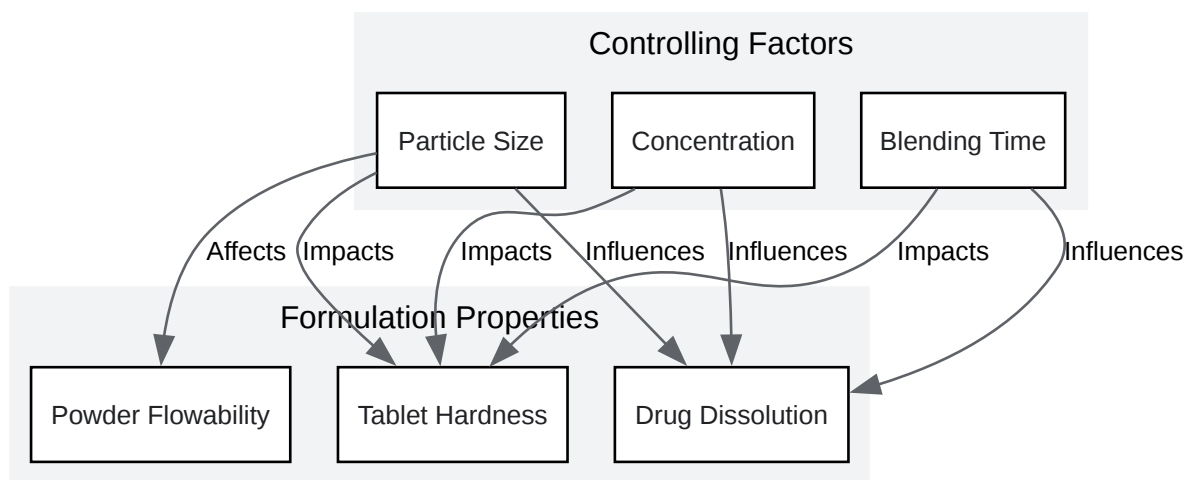 Controlling Factors
Particle Size
Concentration
Blending Time
Affects
Impacts
Impacts
Influences
Influences
Impacts
Influences
Formulation Properties
Powder Flowability
Tablet Hardness
Drug Dissolution